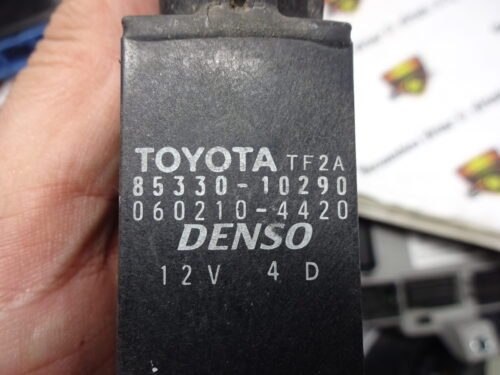 TOYOTA TF2A
85330-10290
060210-4420
DENSO
12V 4D